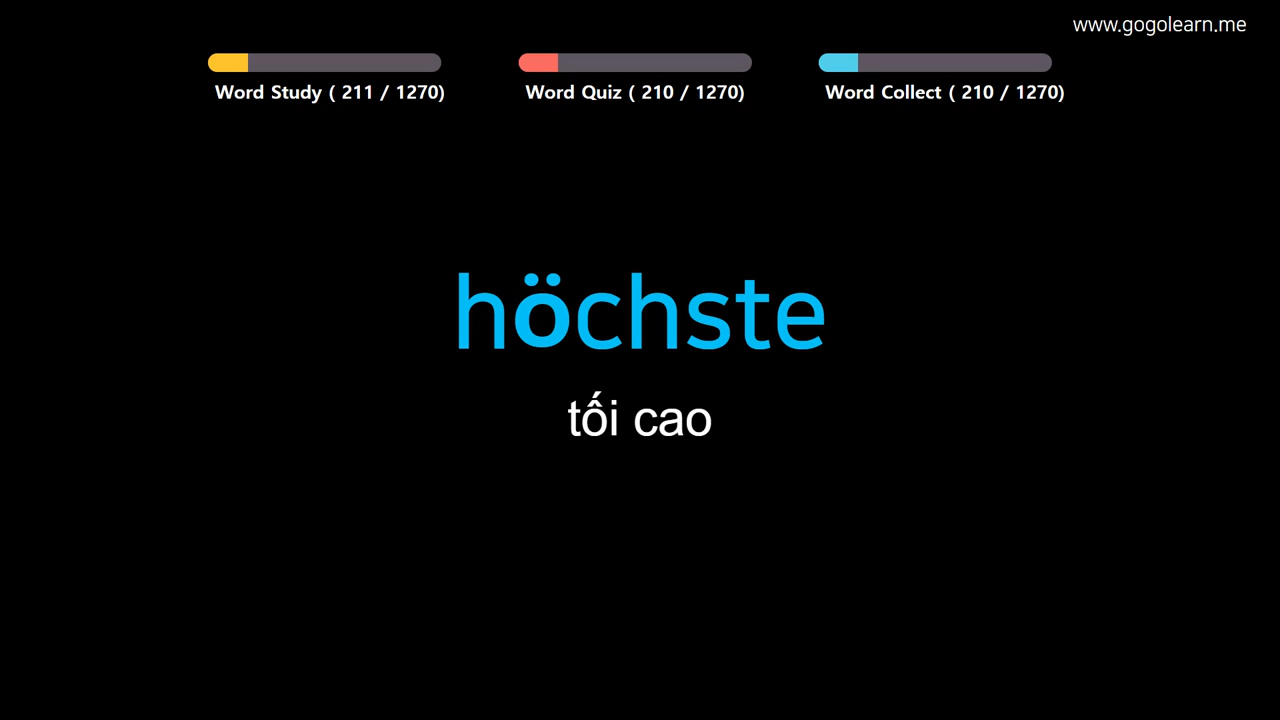 www.gogolearn.me
Word Study ( 211 / 1270)
Word Quiz ( 210 / 1270)
Word Collect ( 210 / 1270)
höchste
tối cao